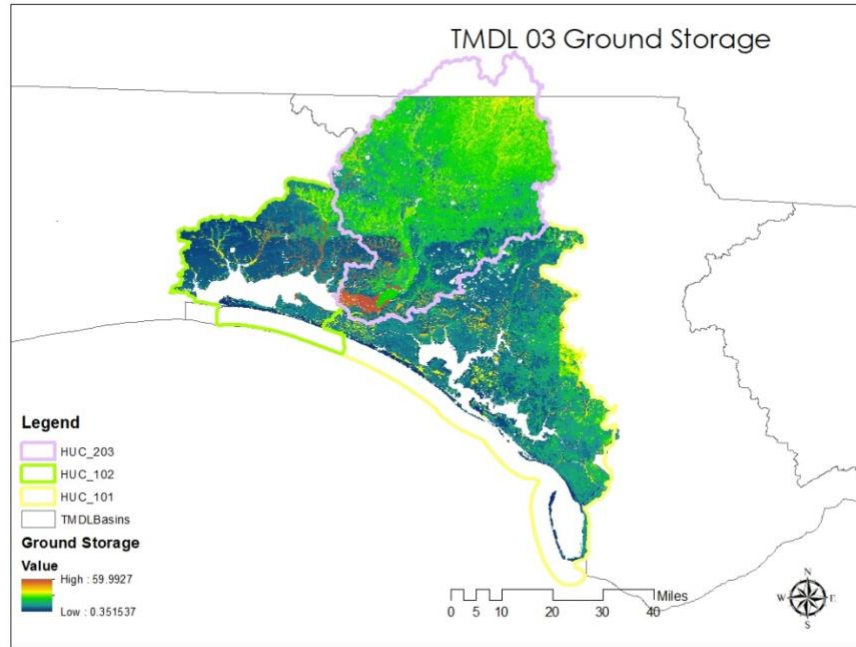 TMDL 03 Ground Storage
Legend
HUC_203
HUC_102
HUC_101
TMDLBasins
Ground Storage
Value
High : 59.9927
Low : 0.351537
Miles
0 5 10 20 30 40
N
W E
S